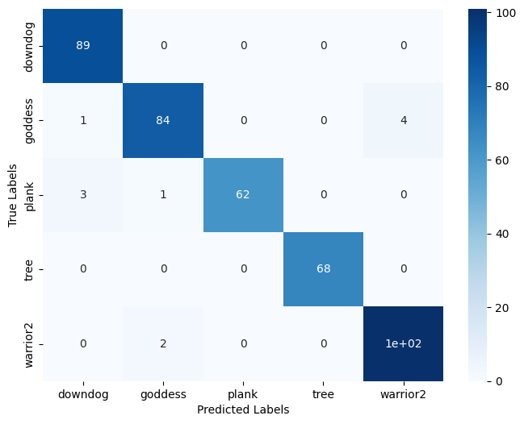 True Labels
downdog 89 0 0 0 0
goddess 1 84 0 0 4
plank 3 1 62 0 0
tree 0 0 0 68 0
warrior2 0 2 0 0 1e+02
downdog goddess plank tree warrior2
Predicted Labels
100
80
60
40
20
0